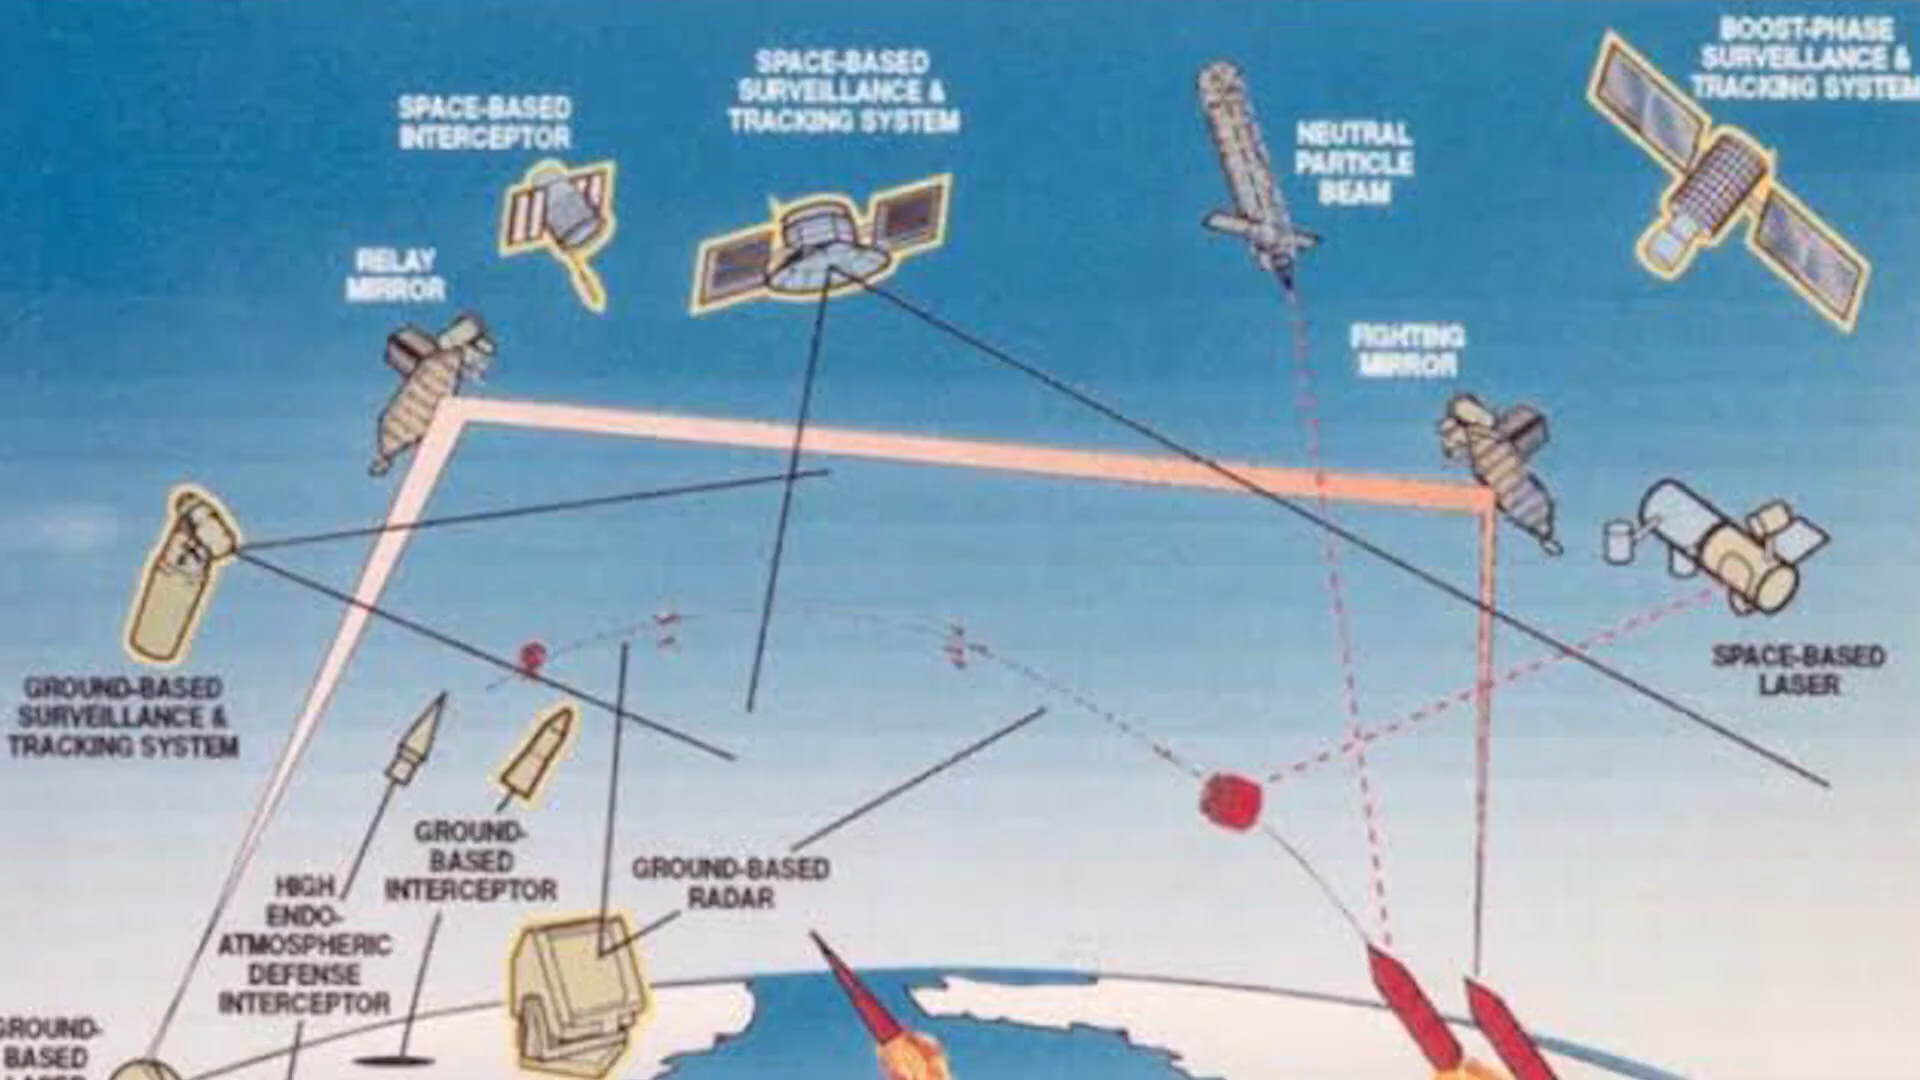 BOOST-PHASE
SURVEILLANCE &
TRACKING SYSTEM
SPACE-BASED
SURVEILLANCE &
TRACKING SYSTEM
SPACE-BASED
INTERCEPTOR
NEUTRAL
PARTICLE
BEAM
RELAY
MIRROR
FIGHTING
MIRROR
SPACE-BASED
LASER
GROUND-BASED
SURVEILLANCE &
TRACKING SYSTEM
GROUND-
BASED
INTERCEPTOR
GROUND-BASED
RADAR
HIGH
ENDO-
ATMOSPHERIC
DEFENSE
INTERCEPTOR
GROUND-
BASED
LASER